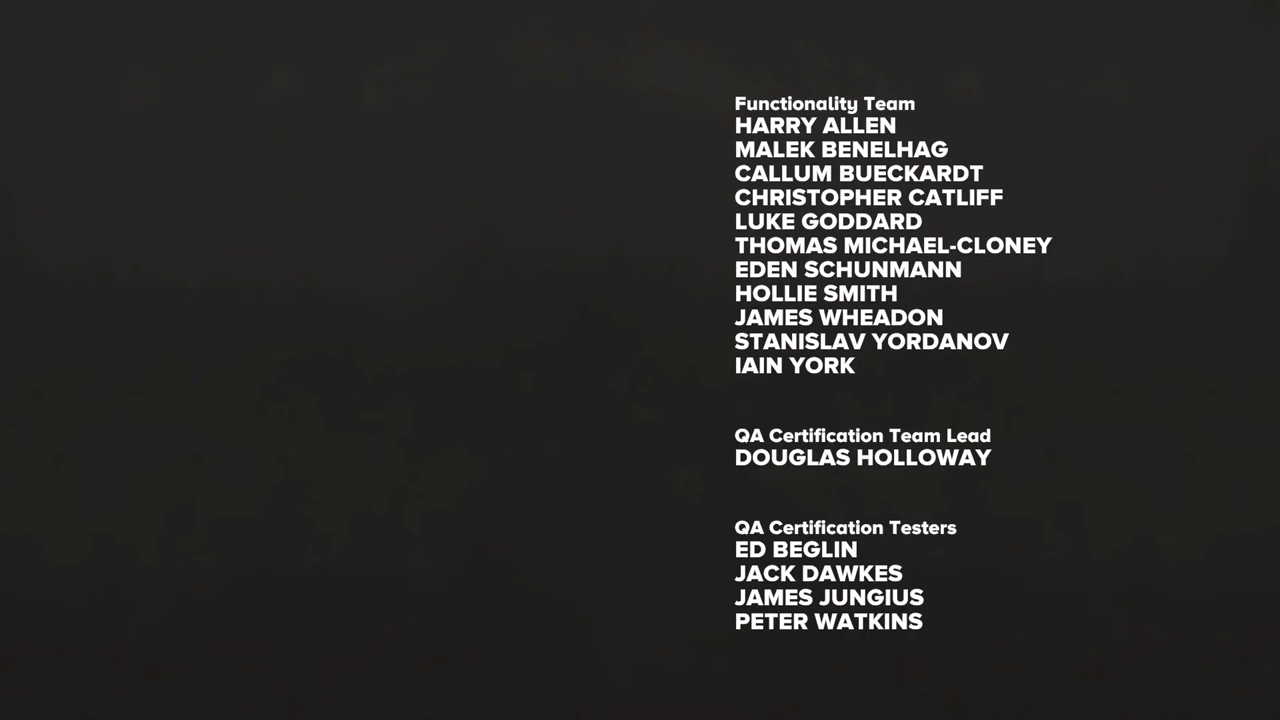 Functionality Team
HARRY ALLEN
MALEK BENELHAG
CALLUM BUECKARDT
CHRISTOPHER CATLIFF
LUKE GODDARD
THOMAS MICHAEL-CLONEY
EDEN SCHUNMANN
HOLLIE SMITH
JAMES WHEADON
STANISLAV YORDANOV
IAIN YORK
QA Certification Team Lead
DOUGLAS HOLLOWAY
QA Certification Testers
ED BEGLIN
JACK DAWKES
JAMES JUNGIUS
PETER WATKINS